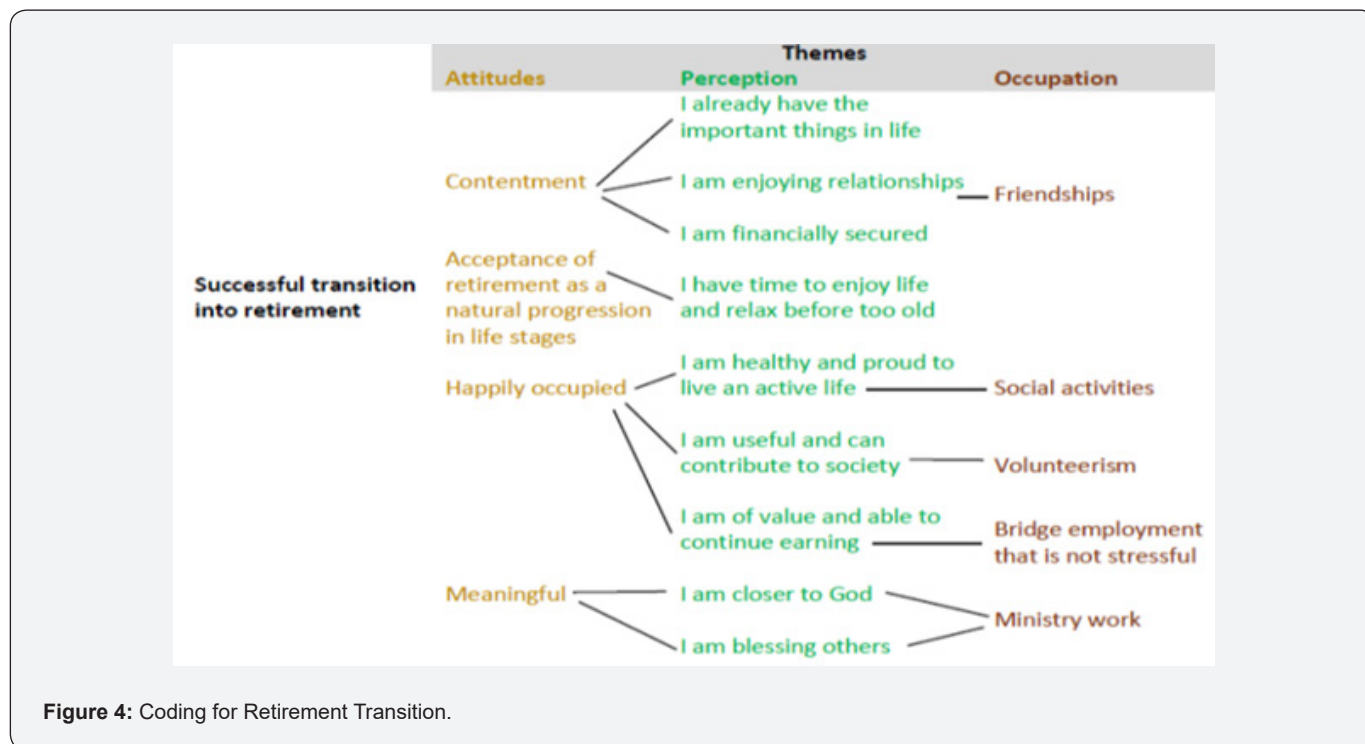 Themes
Attitudes Perception Occupation
I already have the
important things in life
Contentment
I am enjoying relationships
Friendships
I am financially secured
Successful transition
into retirement
Acceptance of
retirement as a
natural progression
in life stages
I have time to enjoy life
and relax before too old
Happily occupied
I am healthy and proud to
live an active life
Social activities
I am useful and can
contribute to society
Volunteerism
I am of value and able to
continue earning
Bridge employment
that is not stressful
Meaningful
I am closer to God
I am blessing others
Ministry work
Figure 4: Coding for Retirement Transition.